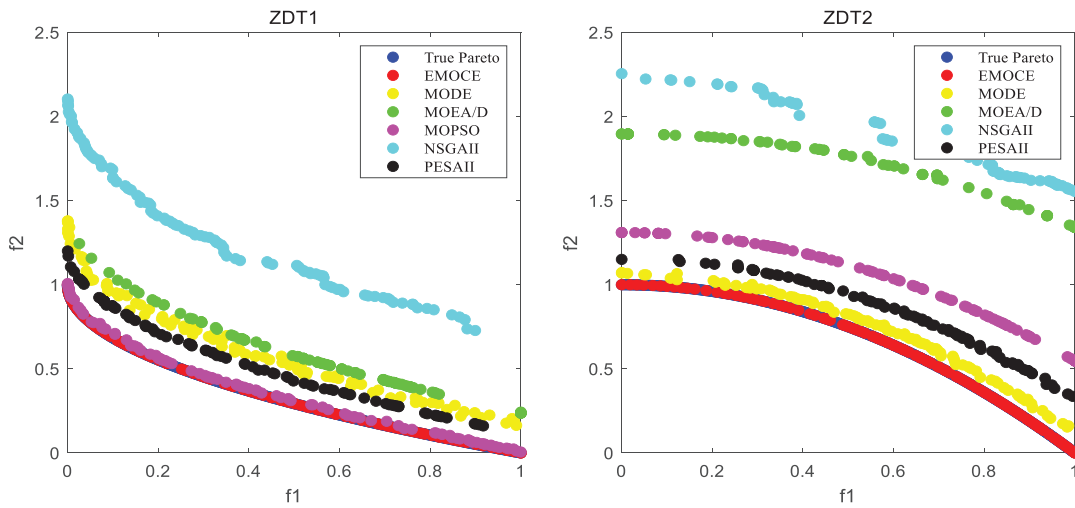 ZDT1
2.5
2
1.5
1
0.5
0
0
0.2
0.4
0.6
0.8
1
f1
f2
True Pareto
EMOCE
MODE
MOEA/D
MOPSO
NSGAII
PESAII
ZDT2
2.5
2
1.5
1
0.5
0
0
0.2
0.4
0.6
0.8
1
f1
f2
True Pareto
EMOCE
MODE
MOEA/D
MOPSO
NSGAII
PESAII